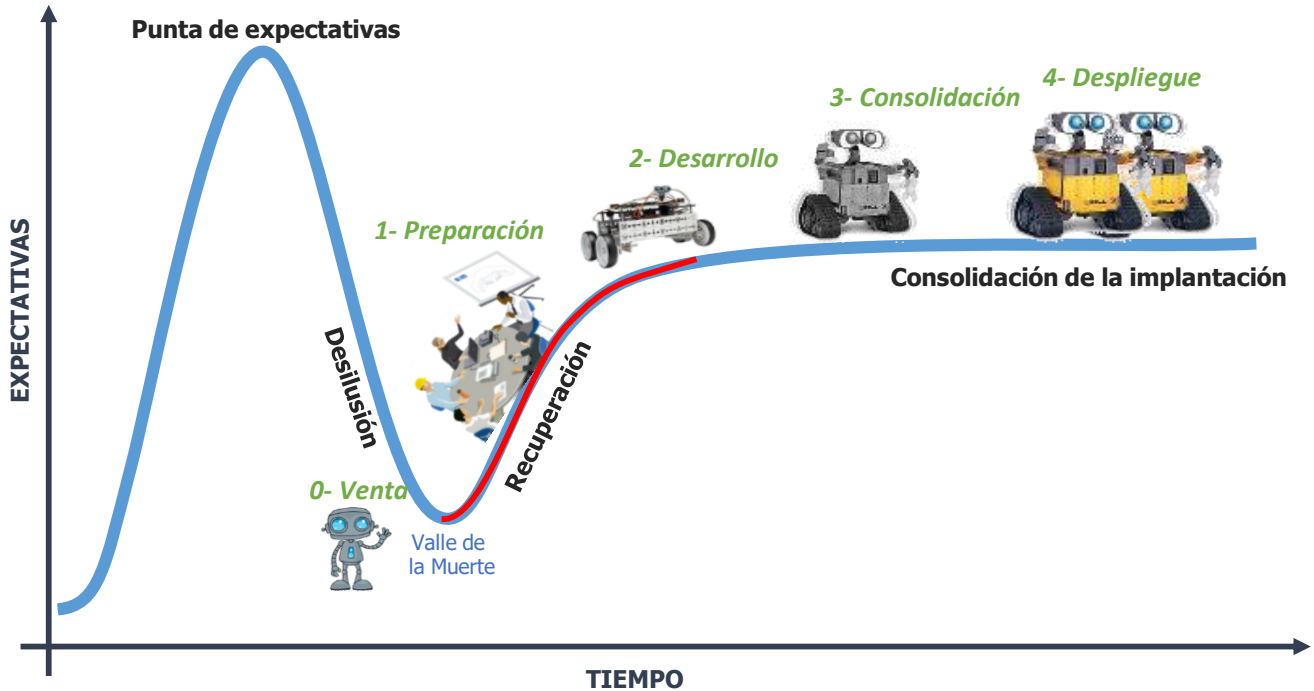 Punta de expectativas
4- Despliegue
3- Consolidación
2- Desarrollo
1- Preparación
EXPECTATIVAS
Consolidación de la implantación
Desilusión
Recuperación
0- Venta
Valle de
la Muerte
TIEMPO